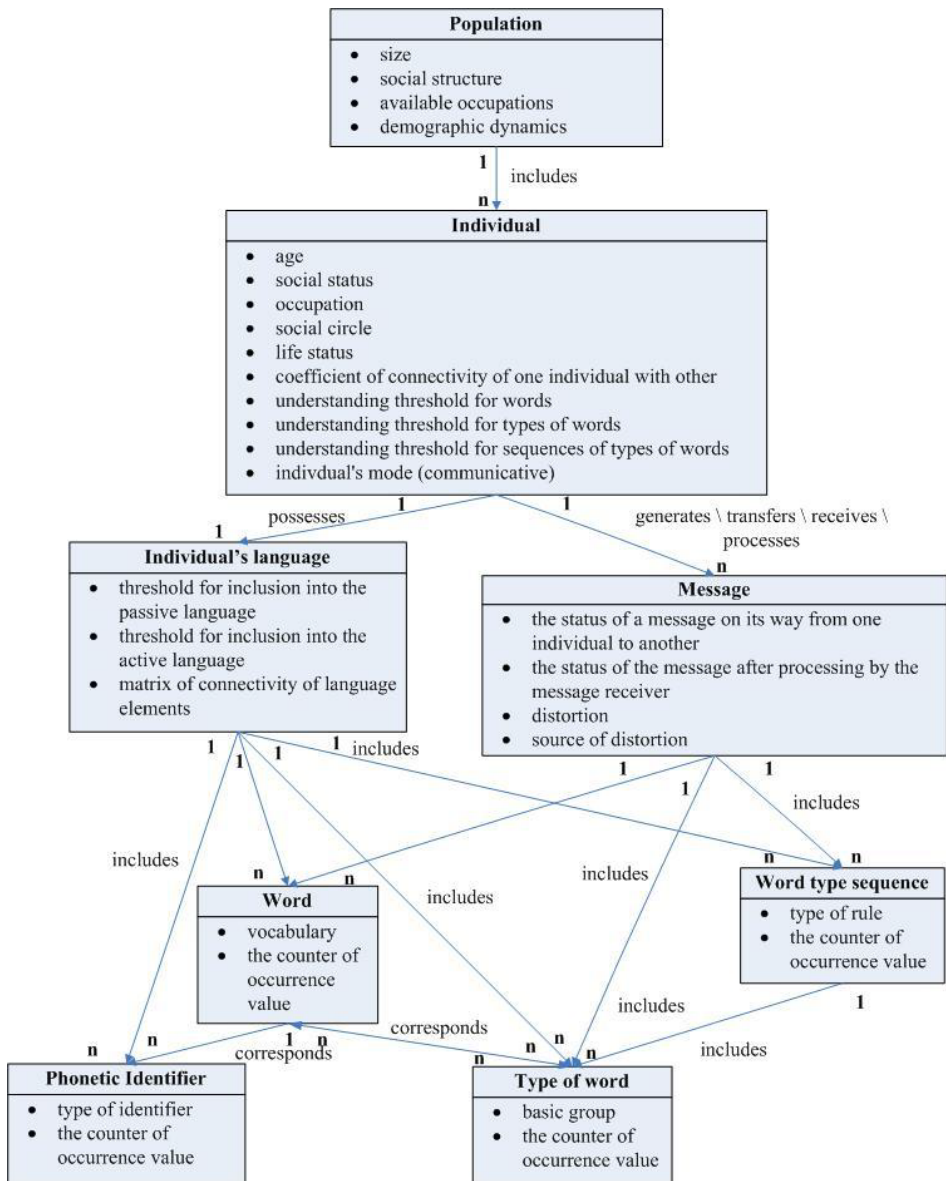 Population
• size
• social structure
• available occupations
• demographic dynamics
1
includes
n
Individual
• age
• social status
• occupation
• social circle
• life status
• coefficient of connectivity of one individual with other
• understanding threshold for words
• understanding threshold for types of words
• understanding threshold for sequences of types of words
• indivdual's mode (communicative)
1 1
possesses
generates \ transfers \ receives \
processes
1
n
Individual's language
• threshold for inclusion into the
passive language
• threshold for inclusion into the
active language
• matrix of connectivity of language
elements
Message
• the status of a message on its way from one
individual to another
• the status of the message after processing by the
message receiver
• distortion
• source of distortion
1 1 1 1
includes
1 1 1
includes
includes
includes
includes
n n
n n
Word
• vocabulary
• the counter of
occurrence
value
Word type sequence
• type of rule
• the counter of
occurrence value
1
includes
includes
corresponds
1 n
corresponds
n n
n n n
Phonetic Identifier
• type of identifier
• the counter of
occurrence value
Type of word
• basic group
• the counter of
occurrence value